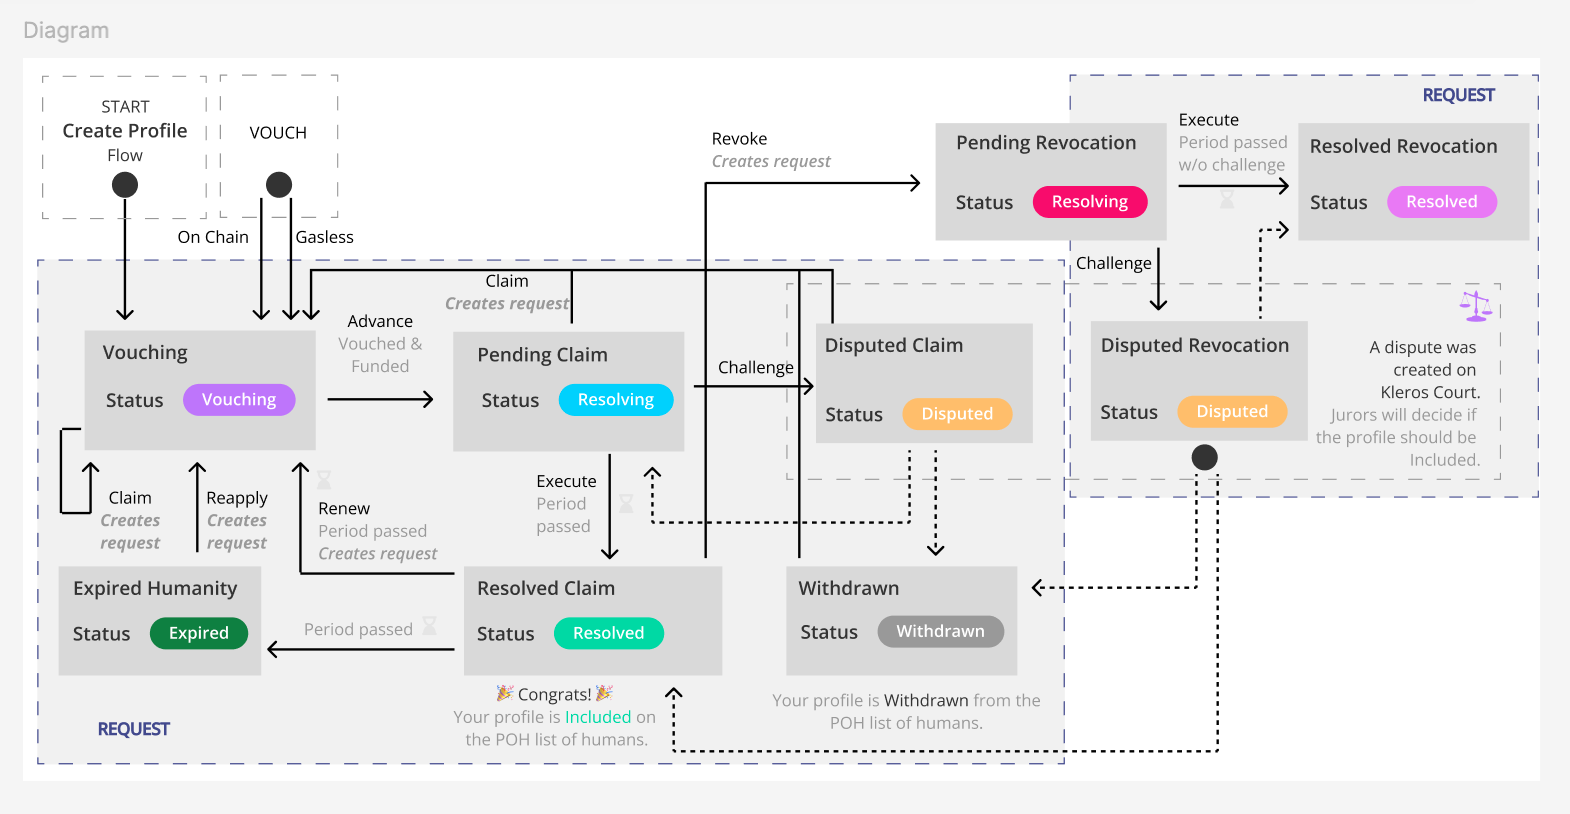 Diagram
START
Create Profile
Flow
VOUCH
On Chain
Gasless
Revoke
Creates request
Pending Revocation
Status
Resolving
REQUEST
Execute
Period passed
w/o challenge
Resolved Revocation
Status
Resolved
Challenge
Claim
Creates request
Advance
Vouched &
Funded
Vouching
Status
Vouching
Pending Claim
Status
Resolving
Challenge
Disputed Claim
Status
Disputed
Disputed Revocation
Status
Disputed
A dispute was
created on
Kleros Court.
Jurors will decide if
the profile should be
Included.
Claim
Creates
request
Reapply
Creates
request
Renew
Period passed
Creates request
Execute
Period
passed
Expired Humanity
Status
Expired
Period passed
Resolved Claim
Status
Resolved
Withdrawn
Status
Withdrawn
Congrats!
Your profile is Included on
the POH list of humans.
Your profile is Withdrawn from the
POH list of humans.
REQUEST